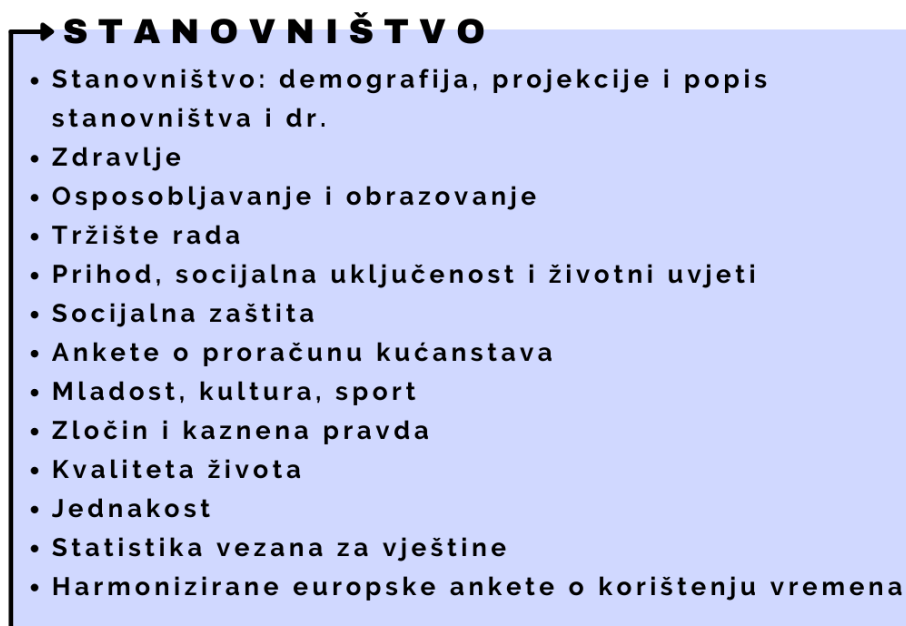 STANOVNIŠTVO
• Stanovništvo: demografija, projekcije i popis
stanovništva i dr.
• Zdravlje
• Osposobljavanje i obrazovanje
• Tržište rada
• Prihod, socijalna uključenost i životni uvjeti
• Socijalna zaštita
• Ankete o proračunu kućanstava
• Mladost, kultura, sport
• Zločin i kaznena pravda
• Kvaliteta života
• Jednakost
• Statistika vezana za vještine
• Harmonizirane europske ankete o korištenju vremena